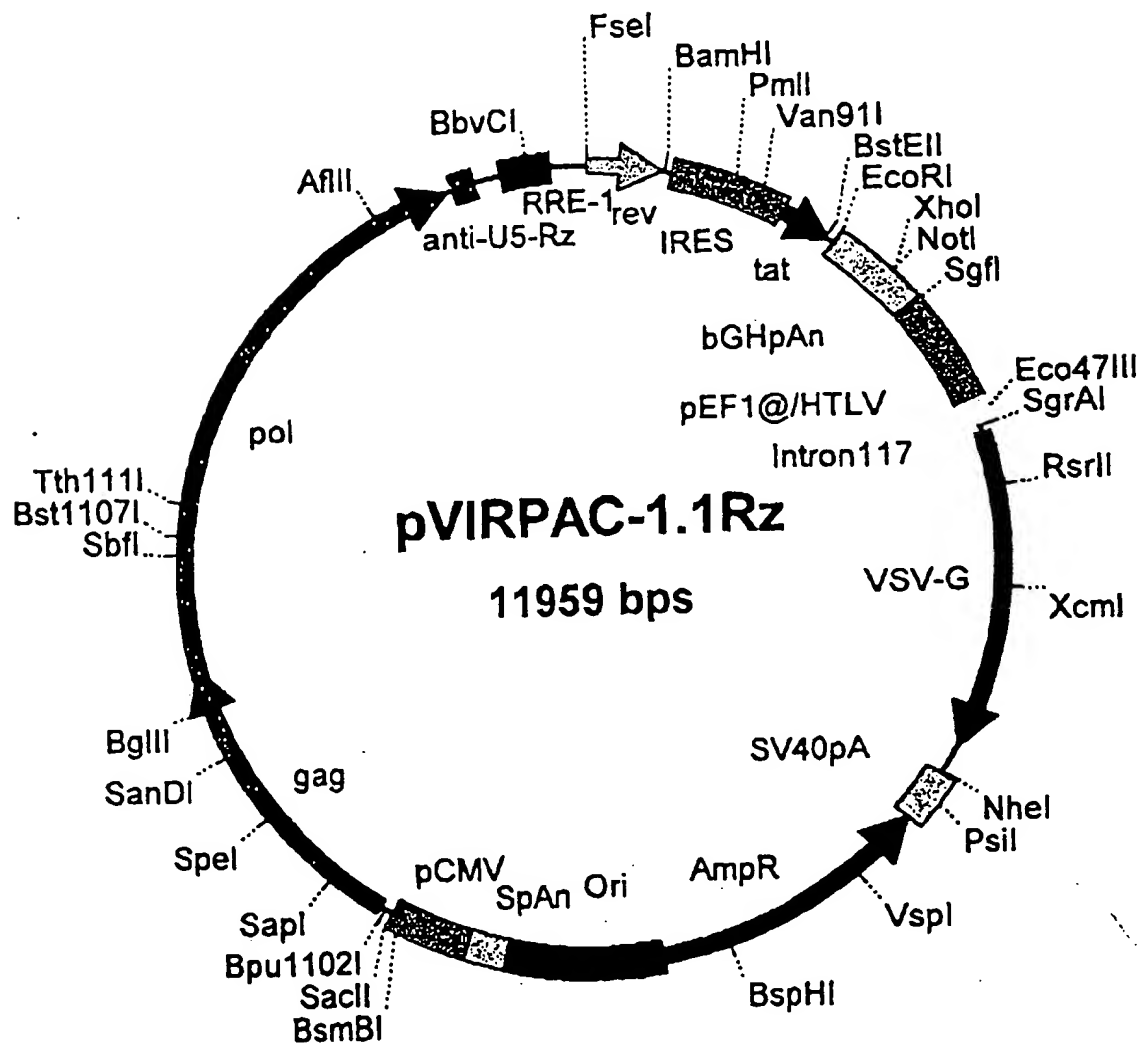 FseI
BamHI
PmlI
Van91I
BstEII
EcoRI
XhoI
NotI
SgfI
Eco47III
SgrAI
RsrII
XcmI
NheI
PsiI
VspI
BspHI
BsmBI
SacII
Bpu1102I
SapI
SpeI
SanDI
BglII
SbfI
Bst1107I
Tth111I
AflII
BbvCI
anti-U5-Rz
RRE-1
rev
IRES
tat
bGHpAn
pEF1@/HTLV
Intron117
VSV-G
SV40pA
AmpR
Ori
SpAn
pCMV
gag
pol
pVIRPAC-1.1Rz
11959 bps